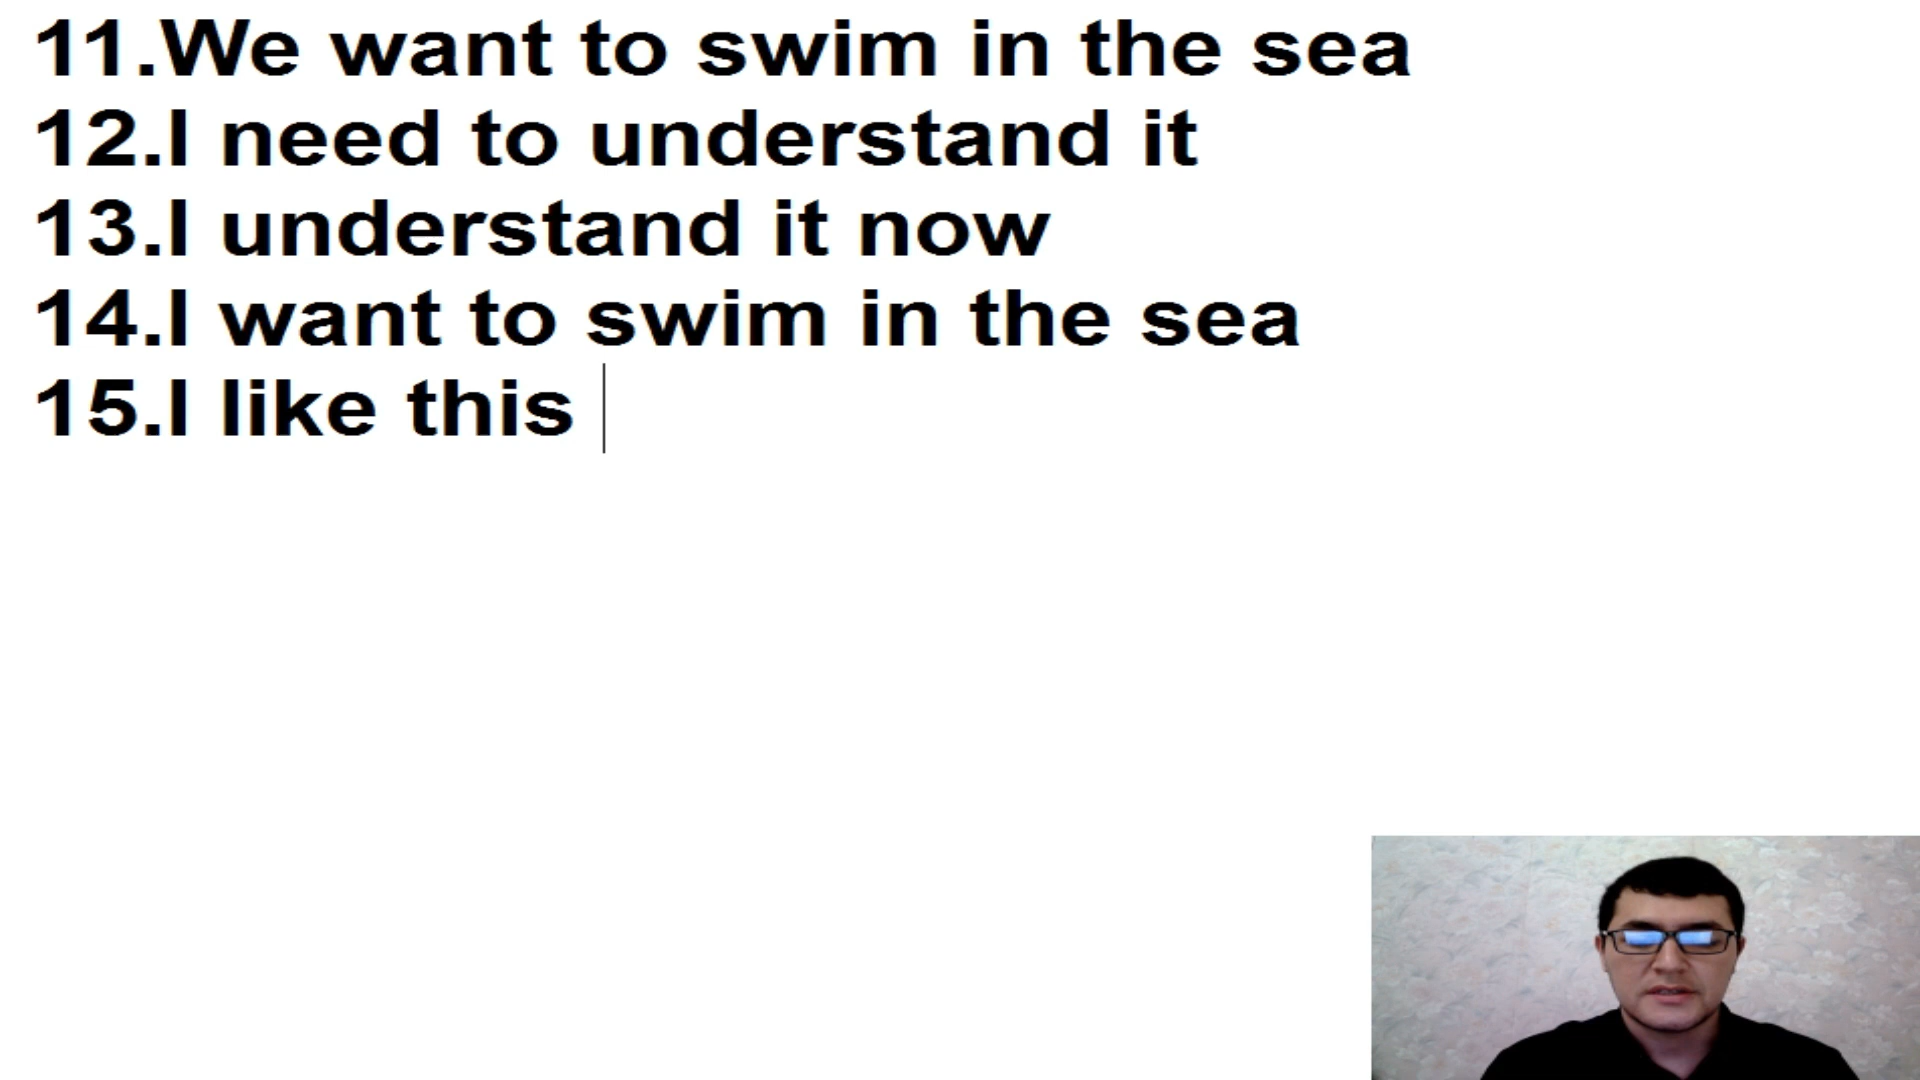 11.We want to swim in the sea
12.I need to understand it
13.I understand it now
14.I want to swim in the sea
15.I like this